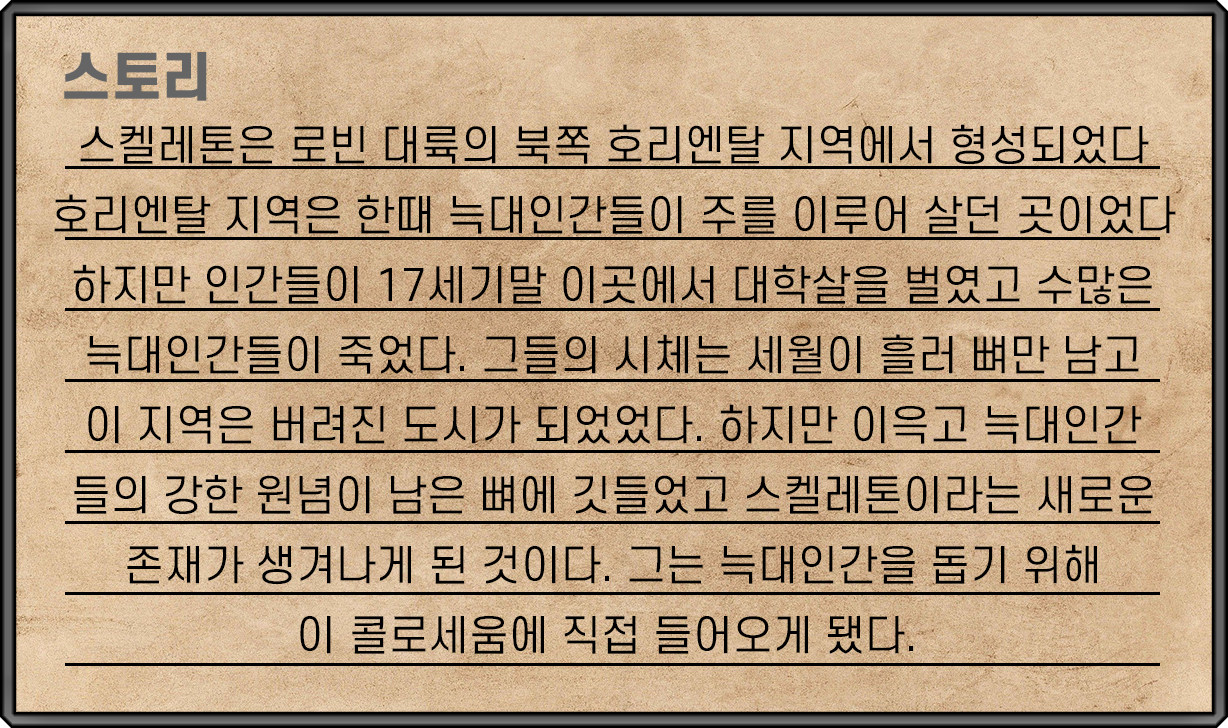 스토리
스켈레톤은 로빈 대륙의 북쪽 호리엔탈 지역에서 형성되었다
호리엔탈 지역은 한때 늑대인간들이 주를 이루어 살던 곳이었다
하지만 인간들이 17세기말 이곳에서 대학살을 벌였고 수많은
늑대인간들이 죽었다. 그들의 시체는 세월이 흘러 뼈만 남고
이 지역은 버려진 도시가 되었었다. 하지만 이윽고 늑대인간
들의 강한 원념이 남은 뼈에 깃들었고 스켈레톤이라는 새로운
존재가 생겨나게 된 것이다. 그는 늑대인간을 돕기 위해
이 콜로세움에 직접 들어오게 됐다.